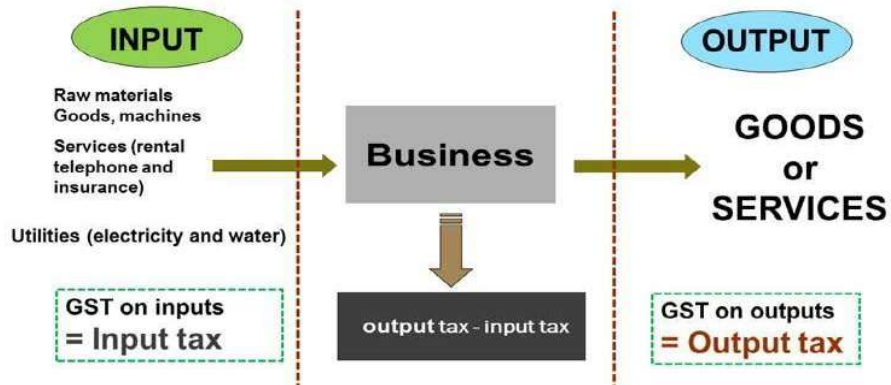 INPUT
Raw materials
Goods, machines
Services (rental
telephone and
insurance)
Utilities (electricity and water)
GST on inputs
= Input tax
Business
output tax - input tax
OUTPUT
GOODS
or
SERVICES
GST on outputs
= Output tax